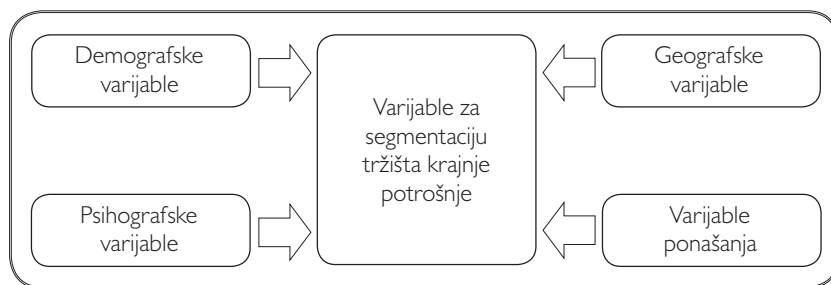 Demografske
varijable
Geografske
varijable
Varijable za
segmentaciju
tržišta krajnje
potrošnje
Psihografske
varijable
Varijable
ponašanja